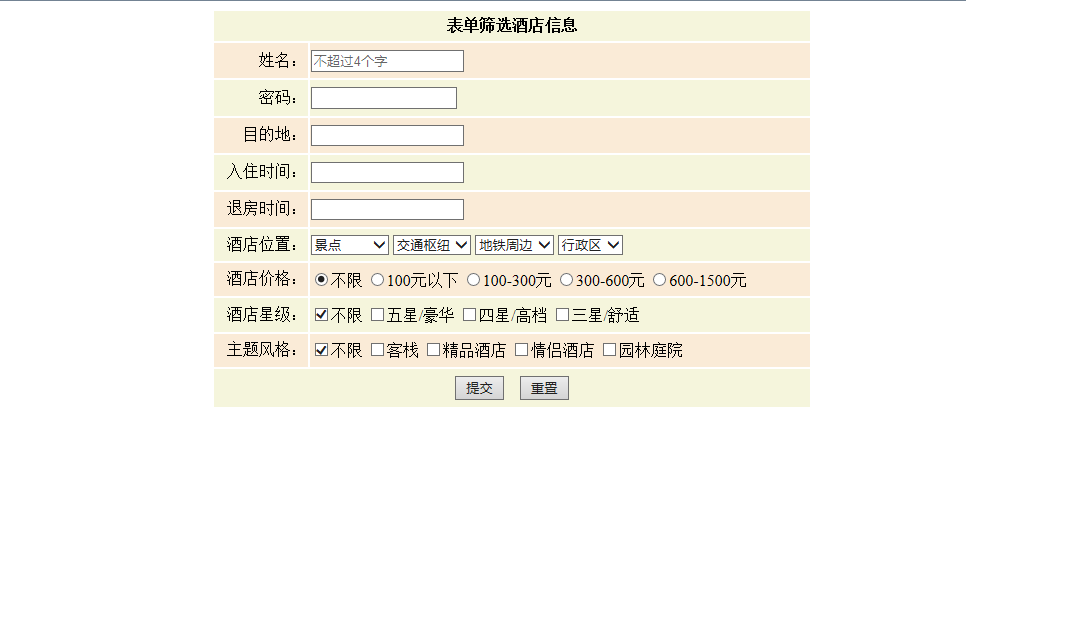 表单筛选酒店信息
姓名： 不超过4个字
密码：
目的地：
入住时间：
退房时间：
酒店位置： 景点 交通枢纽 地铁周边 行政区
酒店价格： 不限 100元以下 100-300元 300-600元 600-1500元
酒店星级： 不限 五星/豪华 四星/高档 三星/舒适
主题风格： 不限 客栈 精品酒店 情侣酒店 园林庭院
提交 重置